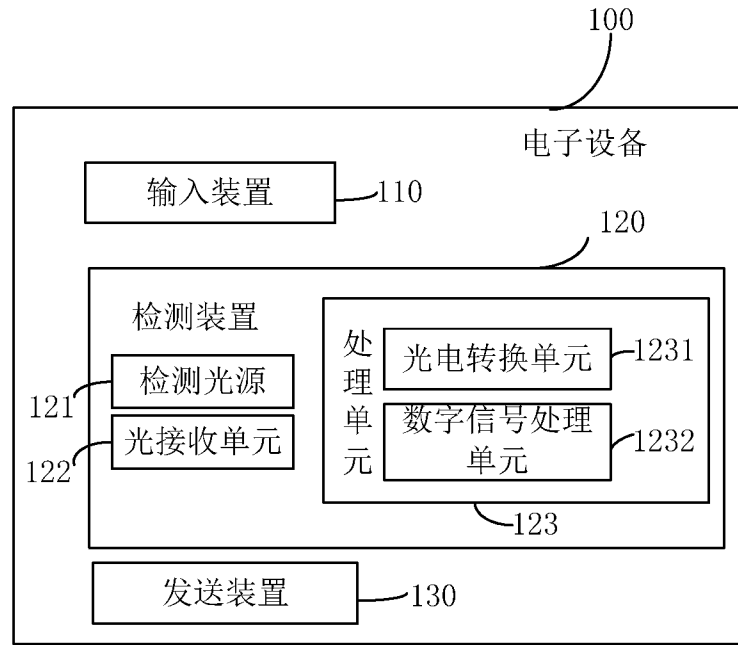 100
电子设备
输入装置
110
120
检测装置
处理单元
光电转换单元
1231
检测光源
121
数字信号处理
单元
1232
光接收单元
122
123
发送装置
130